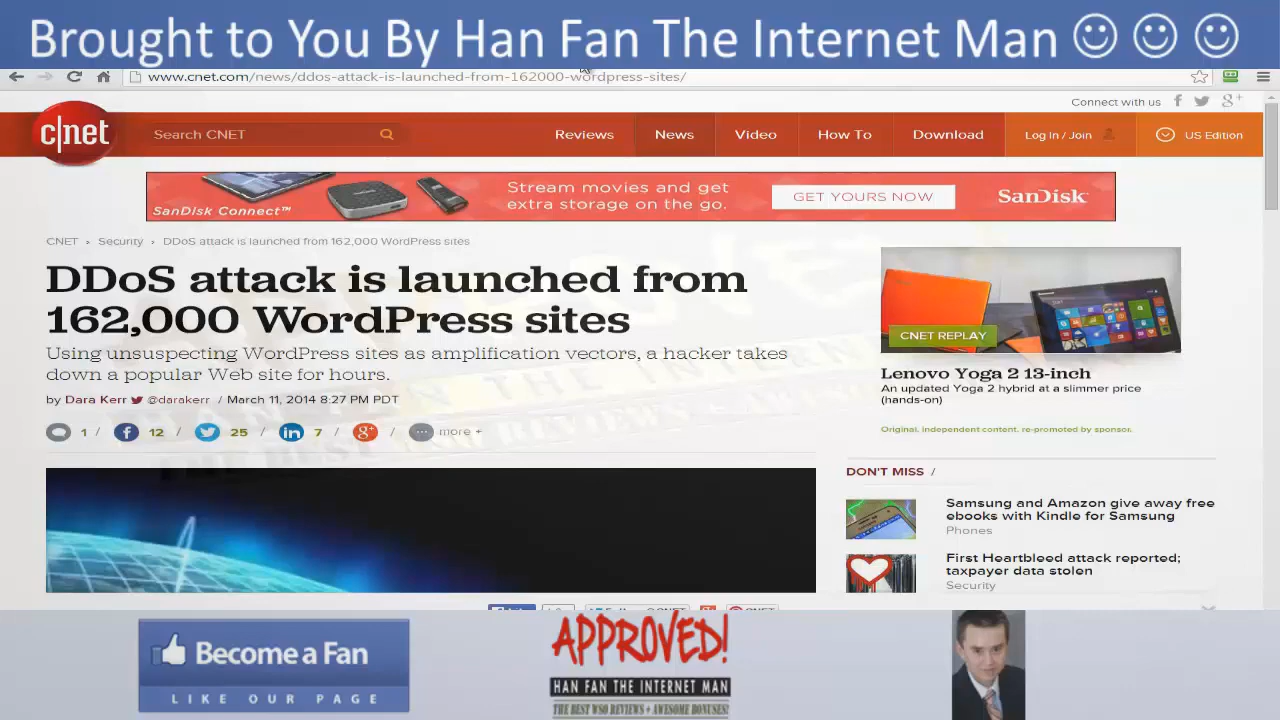 Brought to You By Han Fan The Internet Man
www.cnet.com/news/ddos-attack-is-launched-from-162000-wordpress-sites/
Connect with us
c|net
Search CNET
Reviews
News
Video
How To
Download
Log In / Join
US Edition
SanDisk Connect™
Stream movies and get
extra storage on the go.
GET YOURS NOW
SanDisk
CNET › Security › DDoS attack is launched from 162,000 WordPress sites
DDoS attack is launched from
162,000 WordPress sites
Using unsuspecting WordPress sites as amplification vectors, a hacker takes
down a popular Web site for hours.
by Dara Kerr @darakerr / March 11, 2014 8:27 PM PDT
1 / 12 / 25 / 7 / / more +
CNET REPLAY
Lenovo Yoga 2 13-inch
An updated Yoga 2 hybrid at a slimmer price
(hands-on)
Original. Independent content. re-promoted by sponsor.
DON'T MISS /
Samsung and Amazon give away free
ebooks with Kindle for Samsung
Phones
First Heartbleed attack reported;
taxpayer data stolen
Security
Become a Fan
LIKE OUR PAGE
APPROVED!
HAN FAN THE INTERNET MAN
THE BEST WSO REVIEWS + AWESOME BONUSES!